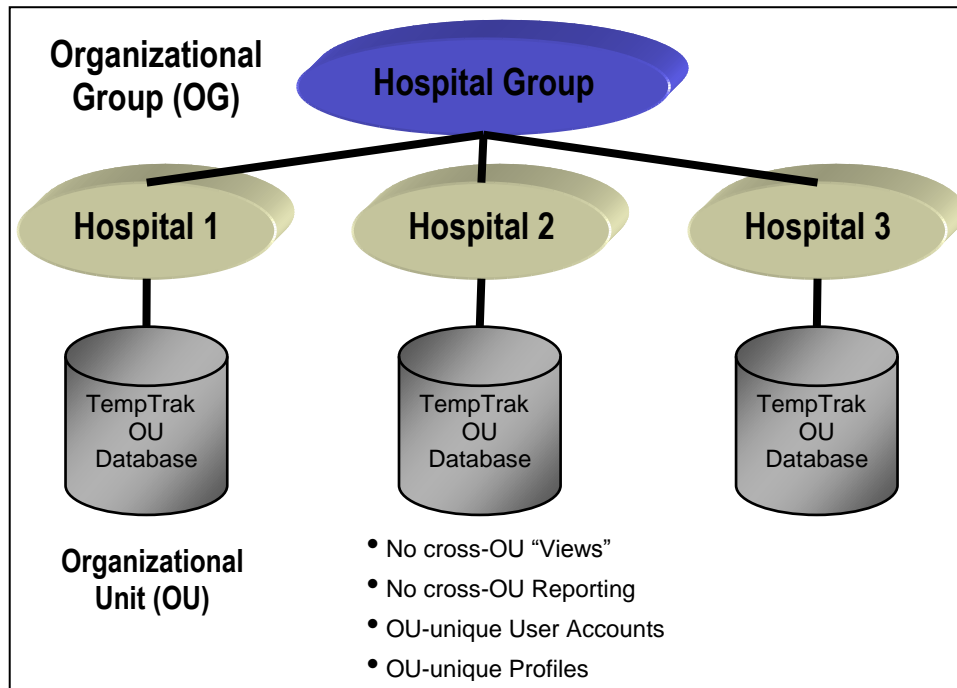 Organizational
Group (OG)
Hospital Group
Hospital 1
Hospital 2
Hospital 3
TempTrak
OU
Database
TempTrak
OU
Database
TempTrak
OU
Database
Organizational
Unit (OU)
• No cross-OU “Views”
• No cross-OU Reporting
• OU-unique User Accounts
• OU-unique Profiles